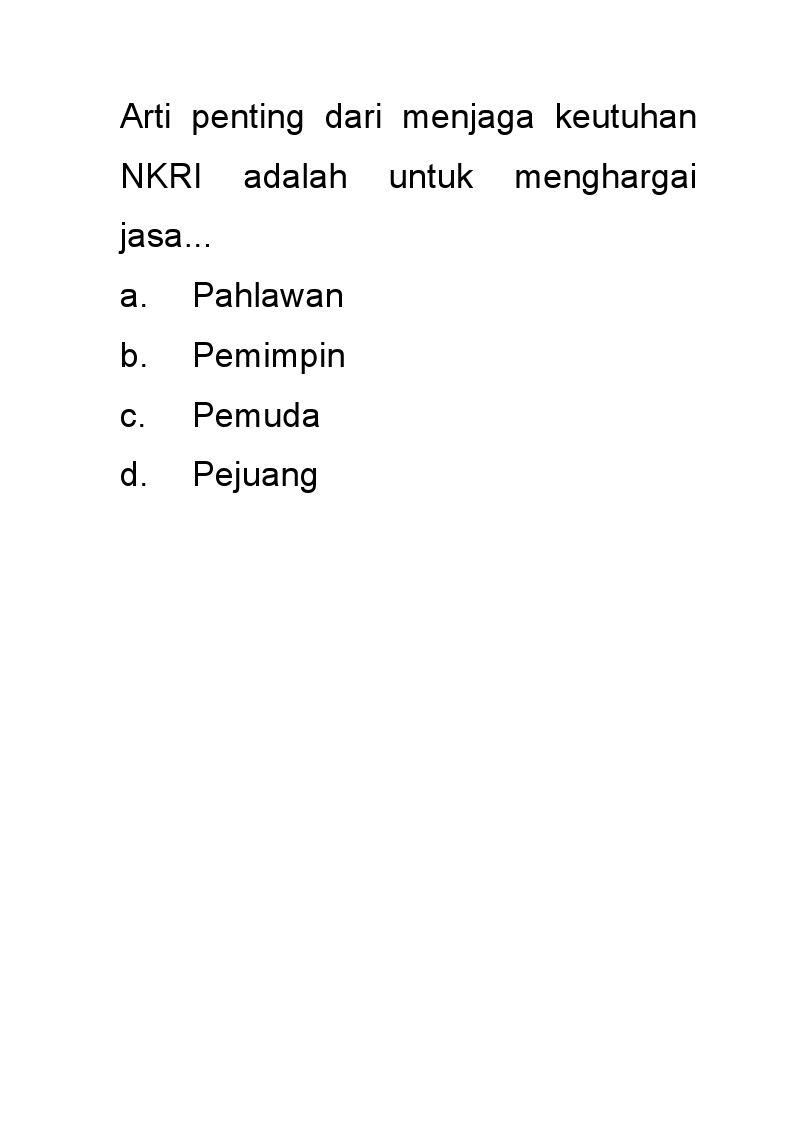 Arti penting dari menjaga keutuhan
NKRI adalah untuk menghargai
jasa...
a. Pahlawan
b. Pemimpin
c. Pemuda
d. Pejuang